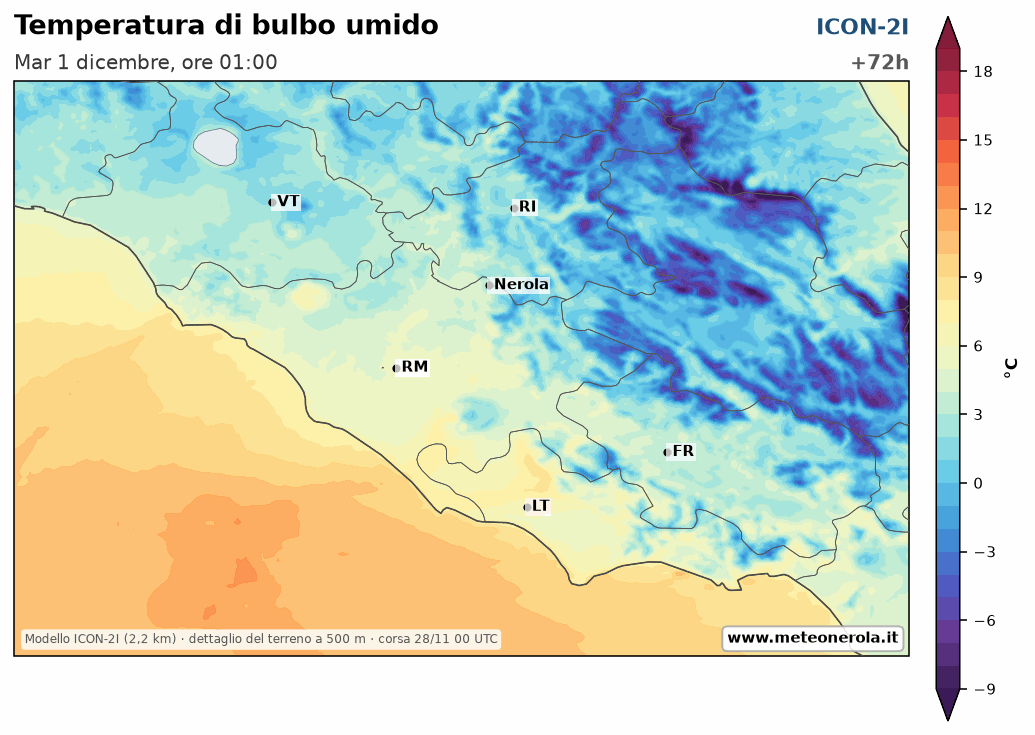 Temperatura di bulbo umido
ICON-2I
Mar 1 dicembre, ore 01:00
+72h
VT
RI
Nerola
RM
FR
LT
Modello ICON-2I (2,2 km) · dettaglio del terreno a 500 m · corsa 28/11 00 UTC
www.meteonerola.it
18
15
12
9
6
3
0
−3
−6
−9
°C